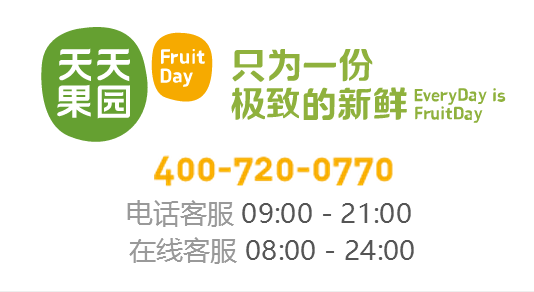 天天
果园
Fruit
Day
只为一份
极致的新鲜
EveryDay is
FruitDay
400-720-0770
电话客服 09:00 - 21:00
在线客服 08:00 - 24:00